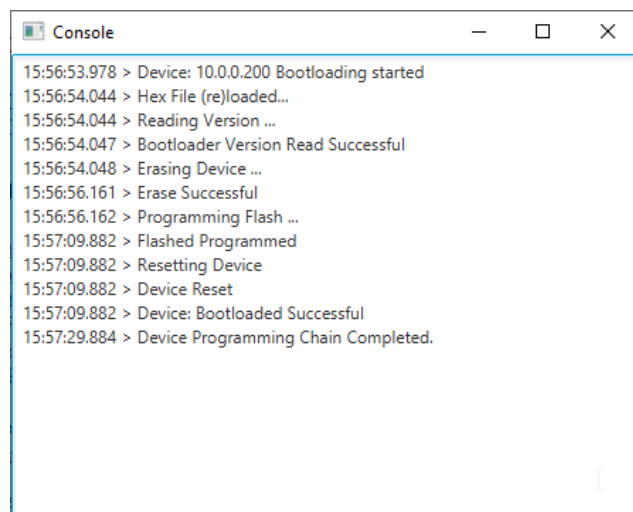 Console
15:56:53.978 > Device: 10.0.0.200 Bootloading started
15:56:54.044 > Hex File (re)loaded...
15:56:54.044 > Reading Version ...
15:56:54.047 > Bootloader Version Read Successful
15:56:54.048 > Erasing Device ...
15:56:56.161 > Erase Successful
15:56:56.162 > Programming Flash ...
15:57:09.882 > Flashed Programmed
15:57:09.882 > Resetting Device
15:57:09.882 > Device Reset
15:57:09.882 > Device: Bootloaded Successful
15:57:29.884 > Device Programming Chain Completed.